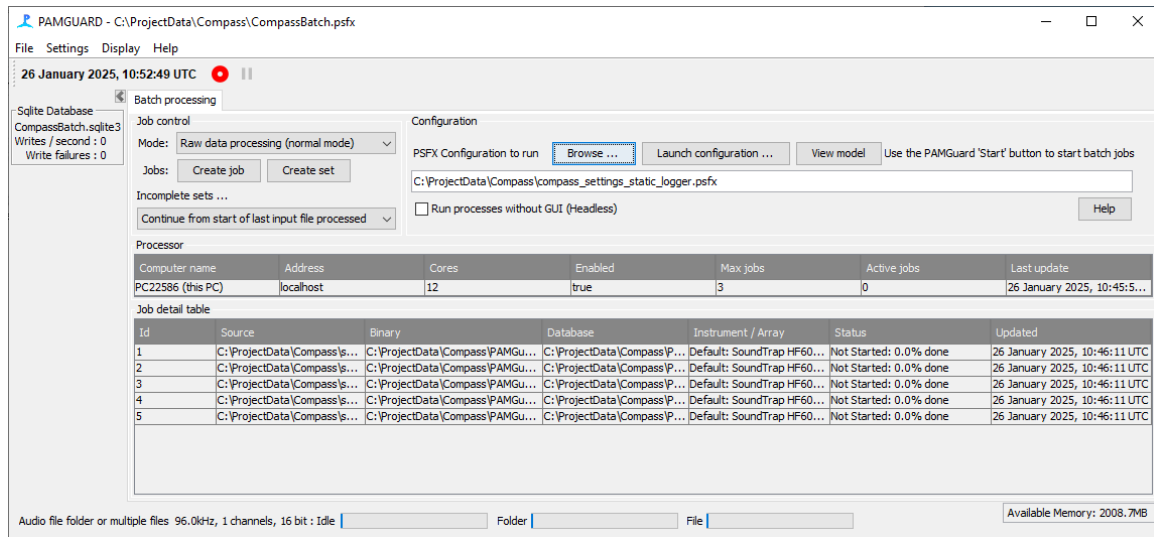 PAMGUARD - C:\ProjectData\Compass\CompassBatch.psfx
File Settings Display Help
26 January 2025, 10:52:49 UTC
Sqlite Database
CompassBatch.sqlite3
Writes / second : 0
Write failures : 0
Batch processing
Job control
Mode: Raw data processing (normal mode)
Jobs: Create job Create set
Incomplete sets ...
Continue from start of last input file processed
Configuration
PSFX Configuration to run Browse ... Launch configuration ... View model Use the PAMGuard 'Start' button to start batch jobs
C:\ProjectData\Compass\compass_settings_static_logger.psfx
Run processes without GUI (Headless) Help
Processor
Computer name Address Cores Enabled Max jobs Active jobs Last update
PC22586 (this PC) localhost 12 true 3 0 26 January 2025, 10:45:5...
Job detail table
Id Source Binary Database Instrument / Array Status Updated
1 C:\ProjectData\Compass\s... C:\ProjectData\Compass\PAMGu... C:\ProjectData\Compass\P... Default: SoundTrap HF60... Not Started: 0.0% done 26 January 2025, 10:46:11 UTC
2 C:\ProjectData\Compass\s... C:\ProjectData\Compass\PAMGu... C:\ProjectData\Compass\P... Default: SoundTrap HF60... Not Started: 0.0% done 26 January 2025, 10:46:11 UTC
3 C:\ProjectData\Compass\s... C:\ProjectData\Compass\PAMGu... C:\ProjectData\Compass\P... Default: SoundTrap HF60... Not Started: 0.0% done 26 January 2025, 10:46:11 UTC
4 C:\ProjectData\Compass\s... C:\ProjectData\Compass\PAMGu... C:\ProjectData\Compass\P... Default: SoundTrap HF60... Not Started: 0.0% done 26 January 2025, 10:46:11 UTC
5 C:\ProjectData\Compass\s... C:\ProjectData\Compass\PAMGu... C:\ProjectData\Compass\P... Default: SoundTrap HF60... Not Started: 0.0% done 26 January 2025, 10:46:11 UTC
Audio file folder or multiple files 96.0kHz, 1 channels, 16 bit : Idle Folder File Available Memory: 2008.7MB